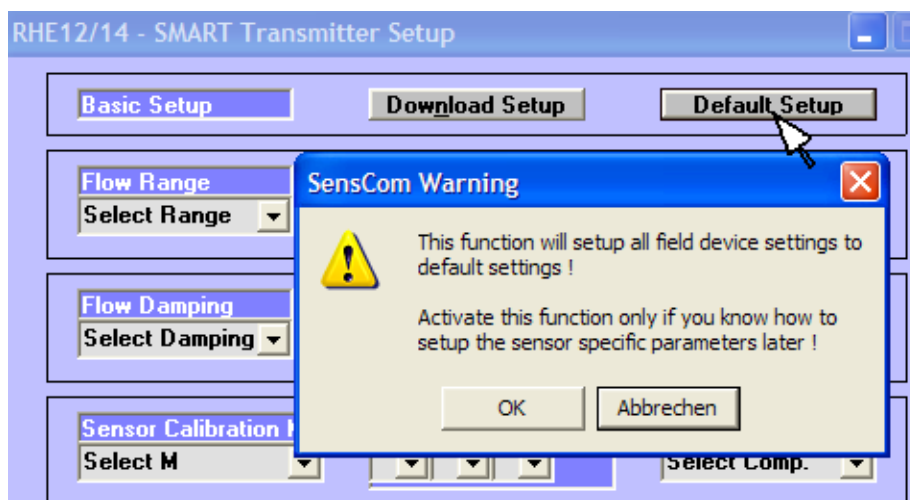 RHE12/14 - SMART Transmitter Setup
Basic Setup
Download Setup
Default Setup
Flow Range
Select Range
SensCom Warning
This function will setup all field device settings to
default settings !
Activate this function only if you know how to
setup the sensor specific parameters later !
OK
Abbrechen
Flow Damping
Select Damping
Sensor Calibration
Select M
Select Comp.